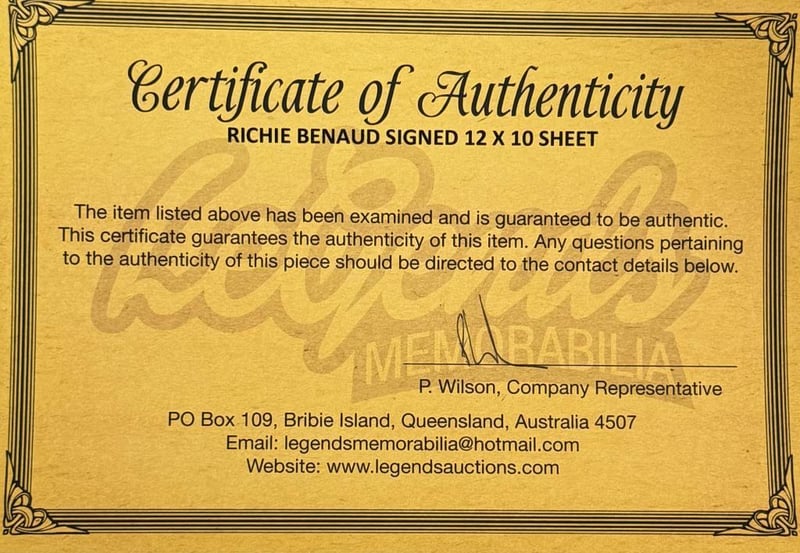 Certificate of Authenticity
RICHIE BENAUD SIGNED 12 X 10 SHEET
Legends
MEMORABILIA
The item listed above has been examined and is guaranteed to be authentic.
This certificate guarantees the authenticity of this item. Any questions pertaining
to the authenticity of this piece should be directed to the contact details below.
P. Wilson, Company Representative
PO Box 109, Bribie Island, Queensland, Australia 4507
Email: legendsmemorabilia@hotmail.com
Website: www.legendsauctions.com